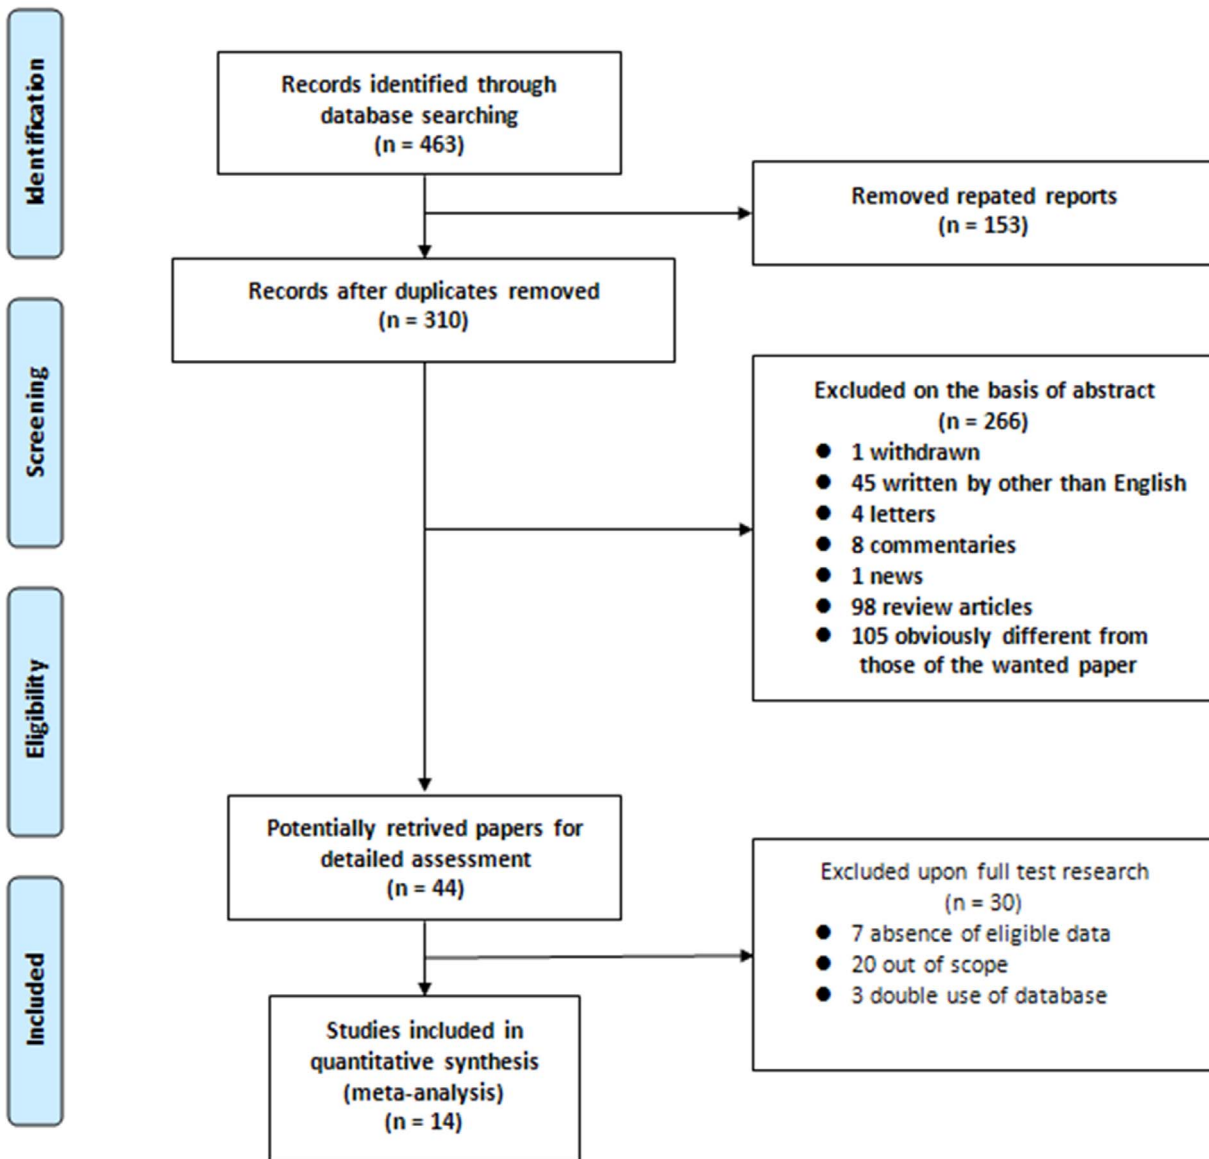 Identification
Records identified through
database searching
(n = 463)
Removed repated reports
(n = 153)
Records after duplicates removed
(n = 310)
Screening
Excluded on the basis of abstract
(n = 266)
● 1 withdrawn
● 45 written by other than English
● 4 letters
● 8 commentaries
● 1 news
● 98 review articles
● 105 obviously different from
those of the wanted paper
Eligibility
Potentially retrived papers for
detailed assessment
(n = 44)
Excluded upon full test research
(n = 30)
● 7 absence of eligible data
● 20 out of scope
● 3 double use of database
Included
Studies included in
quantitative synthesis
(meta-analysis)
(n = 14)